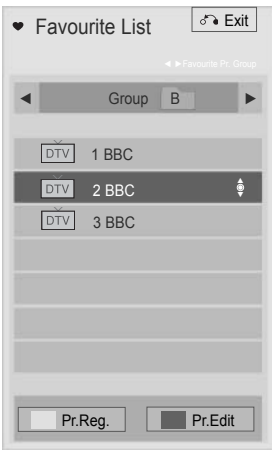 ♥ Favourite List
Exit
◄ ►Favourite Pr. Group
◄ Group B ►
DTV 1 BBC
DTV 2 BBC
DTV 3 BBC
Pr.Reg. Pr.Edit